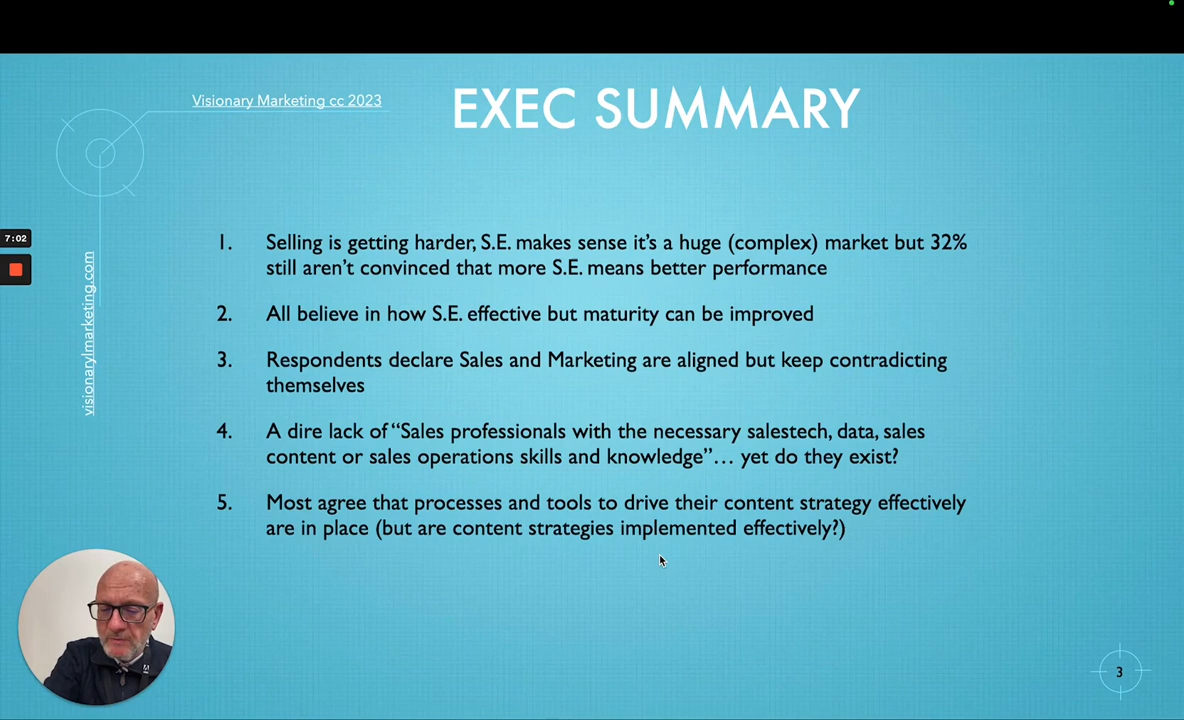 Visionary Marketing cc 2023
EXEC SUMMARY
visionarylmarketing.com
7:02
1. Selling is getting harder, S.E. makes sense it's a huge (complex) market but 32%
still aren't convinced that more S.E. means better performance
2. All believe in how S.E. effective but maturity can be improved
3. Respondents declare Sales and Marketing are aligned but keep contradicting
themselves
4. A dire lack of “Sales professionals with the necessary salestech, data, sales
content or sales operations skills and knowledge”… yet do they exist?
5. Most agree that processes and tools to drive their content strategy effectively
are in place (but are content strategies implemented effectively?)
3